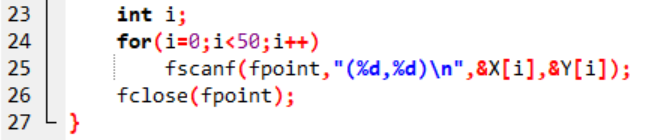 23 int i;
24 for(i=0;i<50;i++)
25 fscanf(fpoint,"(%d,%d)\n",&X[i],&Y[i]);
26 fclose(fpoint);
27 }